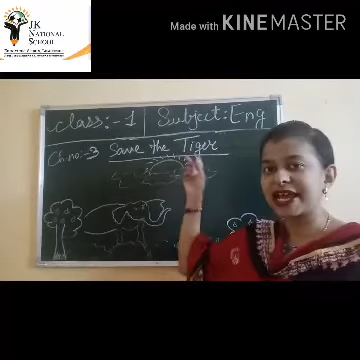 JK
NATIONAL
SCHOOL
Made with KINEMASTER
Class:-1 Subject: Eng
Ch.no:-3 Save the Tiger